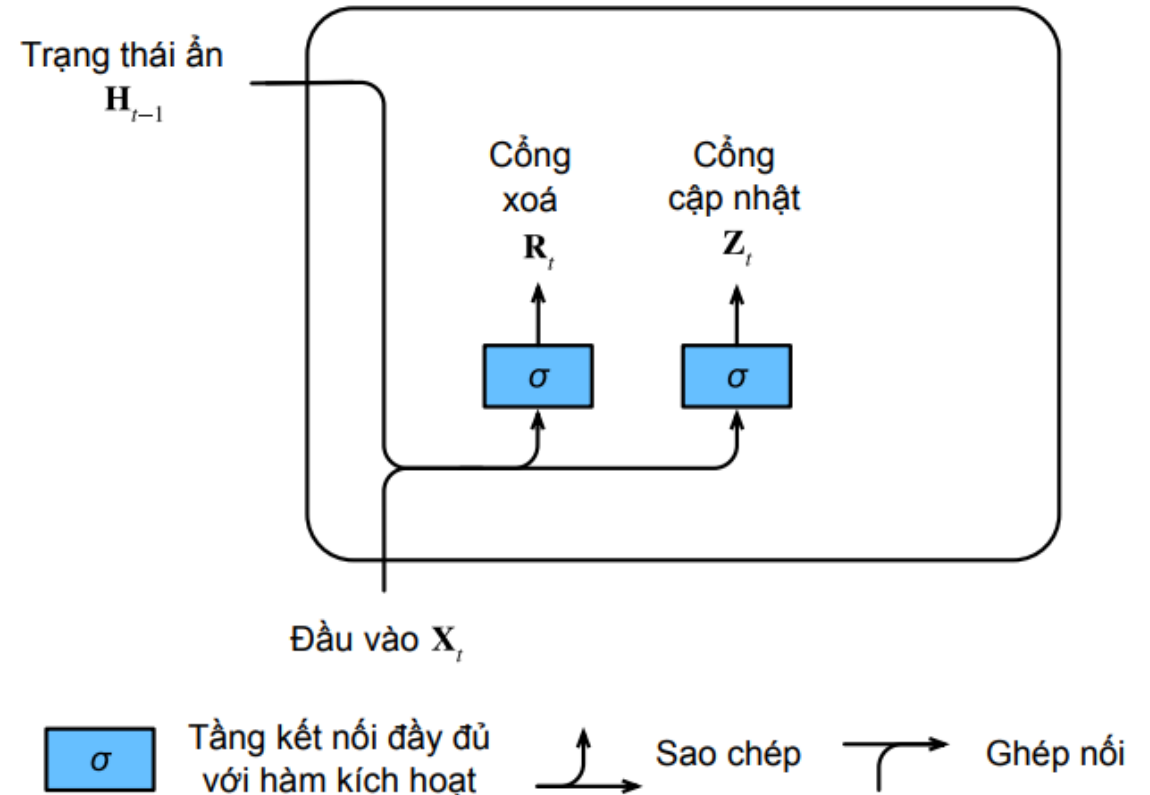 Trạng thái ẩn
H_{t−1}
Cổng
xoá
R_t
Cổng
cập nhật
Z_t
σ
σ
Đầu vào X_t
σ
Tầng kết nối đầy đủ
với hàm kích hoạt
Sao chép
Ghép nối